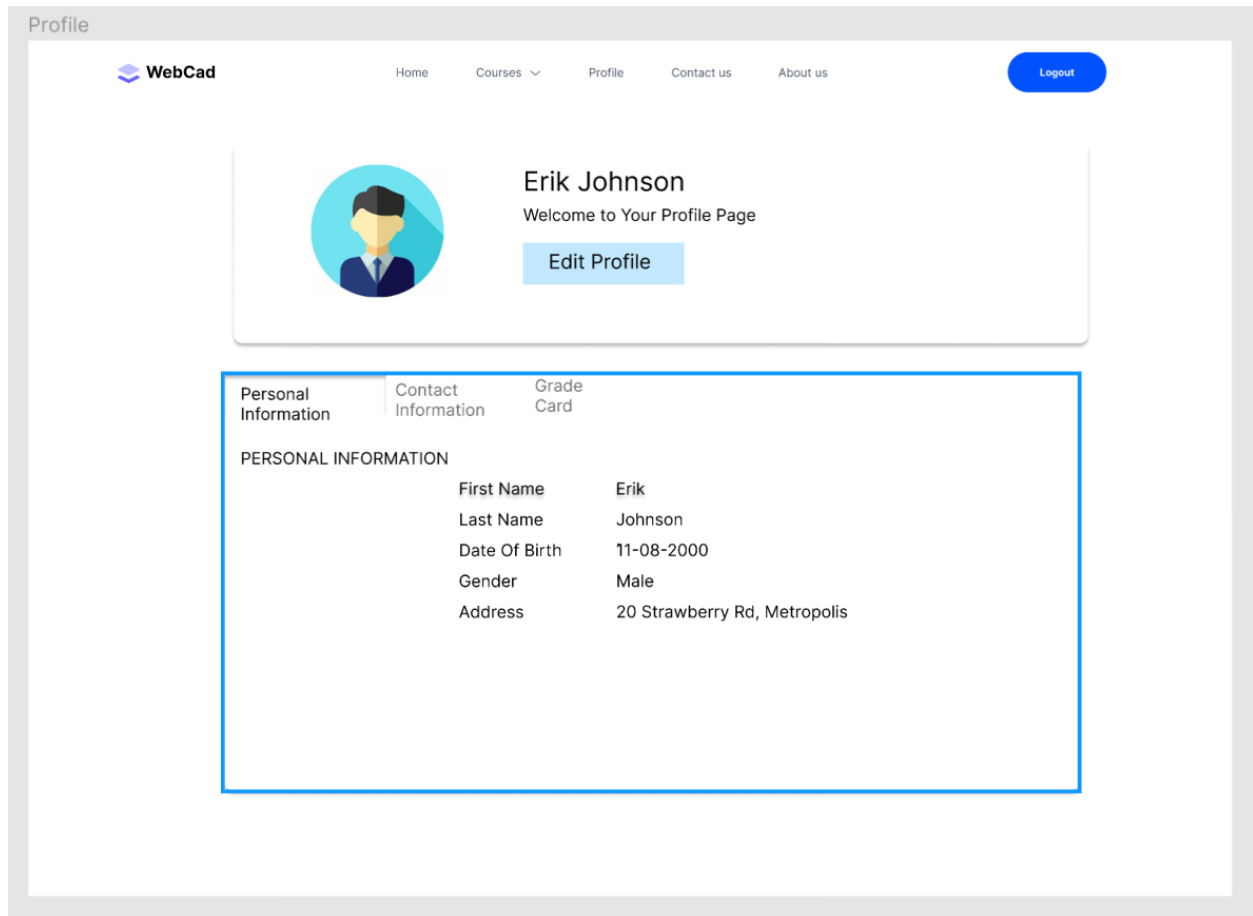 Profile
WebCad
Home Courses Profile Contact us About us Logout
Erik Johnson
Welcome to Your Profile Page
Edit Profile
Personal
Information
Contact
Information
Grade
Card
PERSONAL INFORMATION
First Name Erik
Last Name Johnson
Date Of Birth 11-08-2000
Gender Male
Address 20 Strawberry Rd, Metropolis